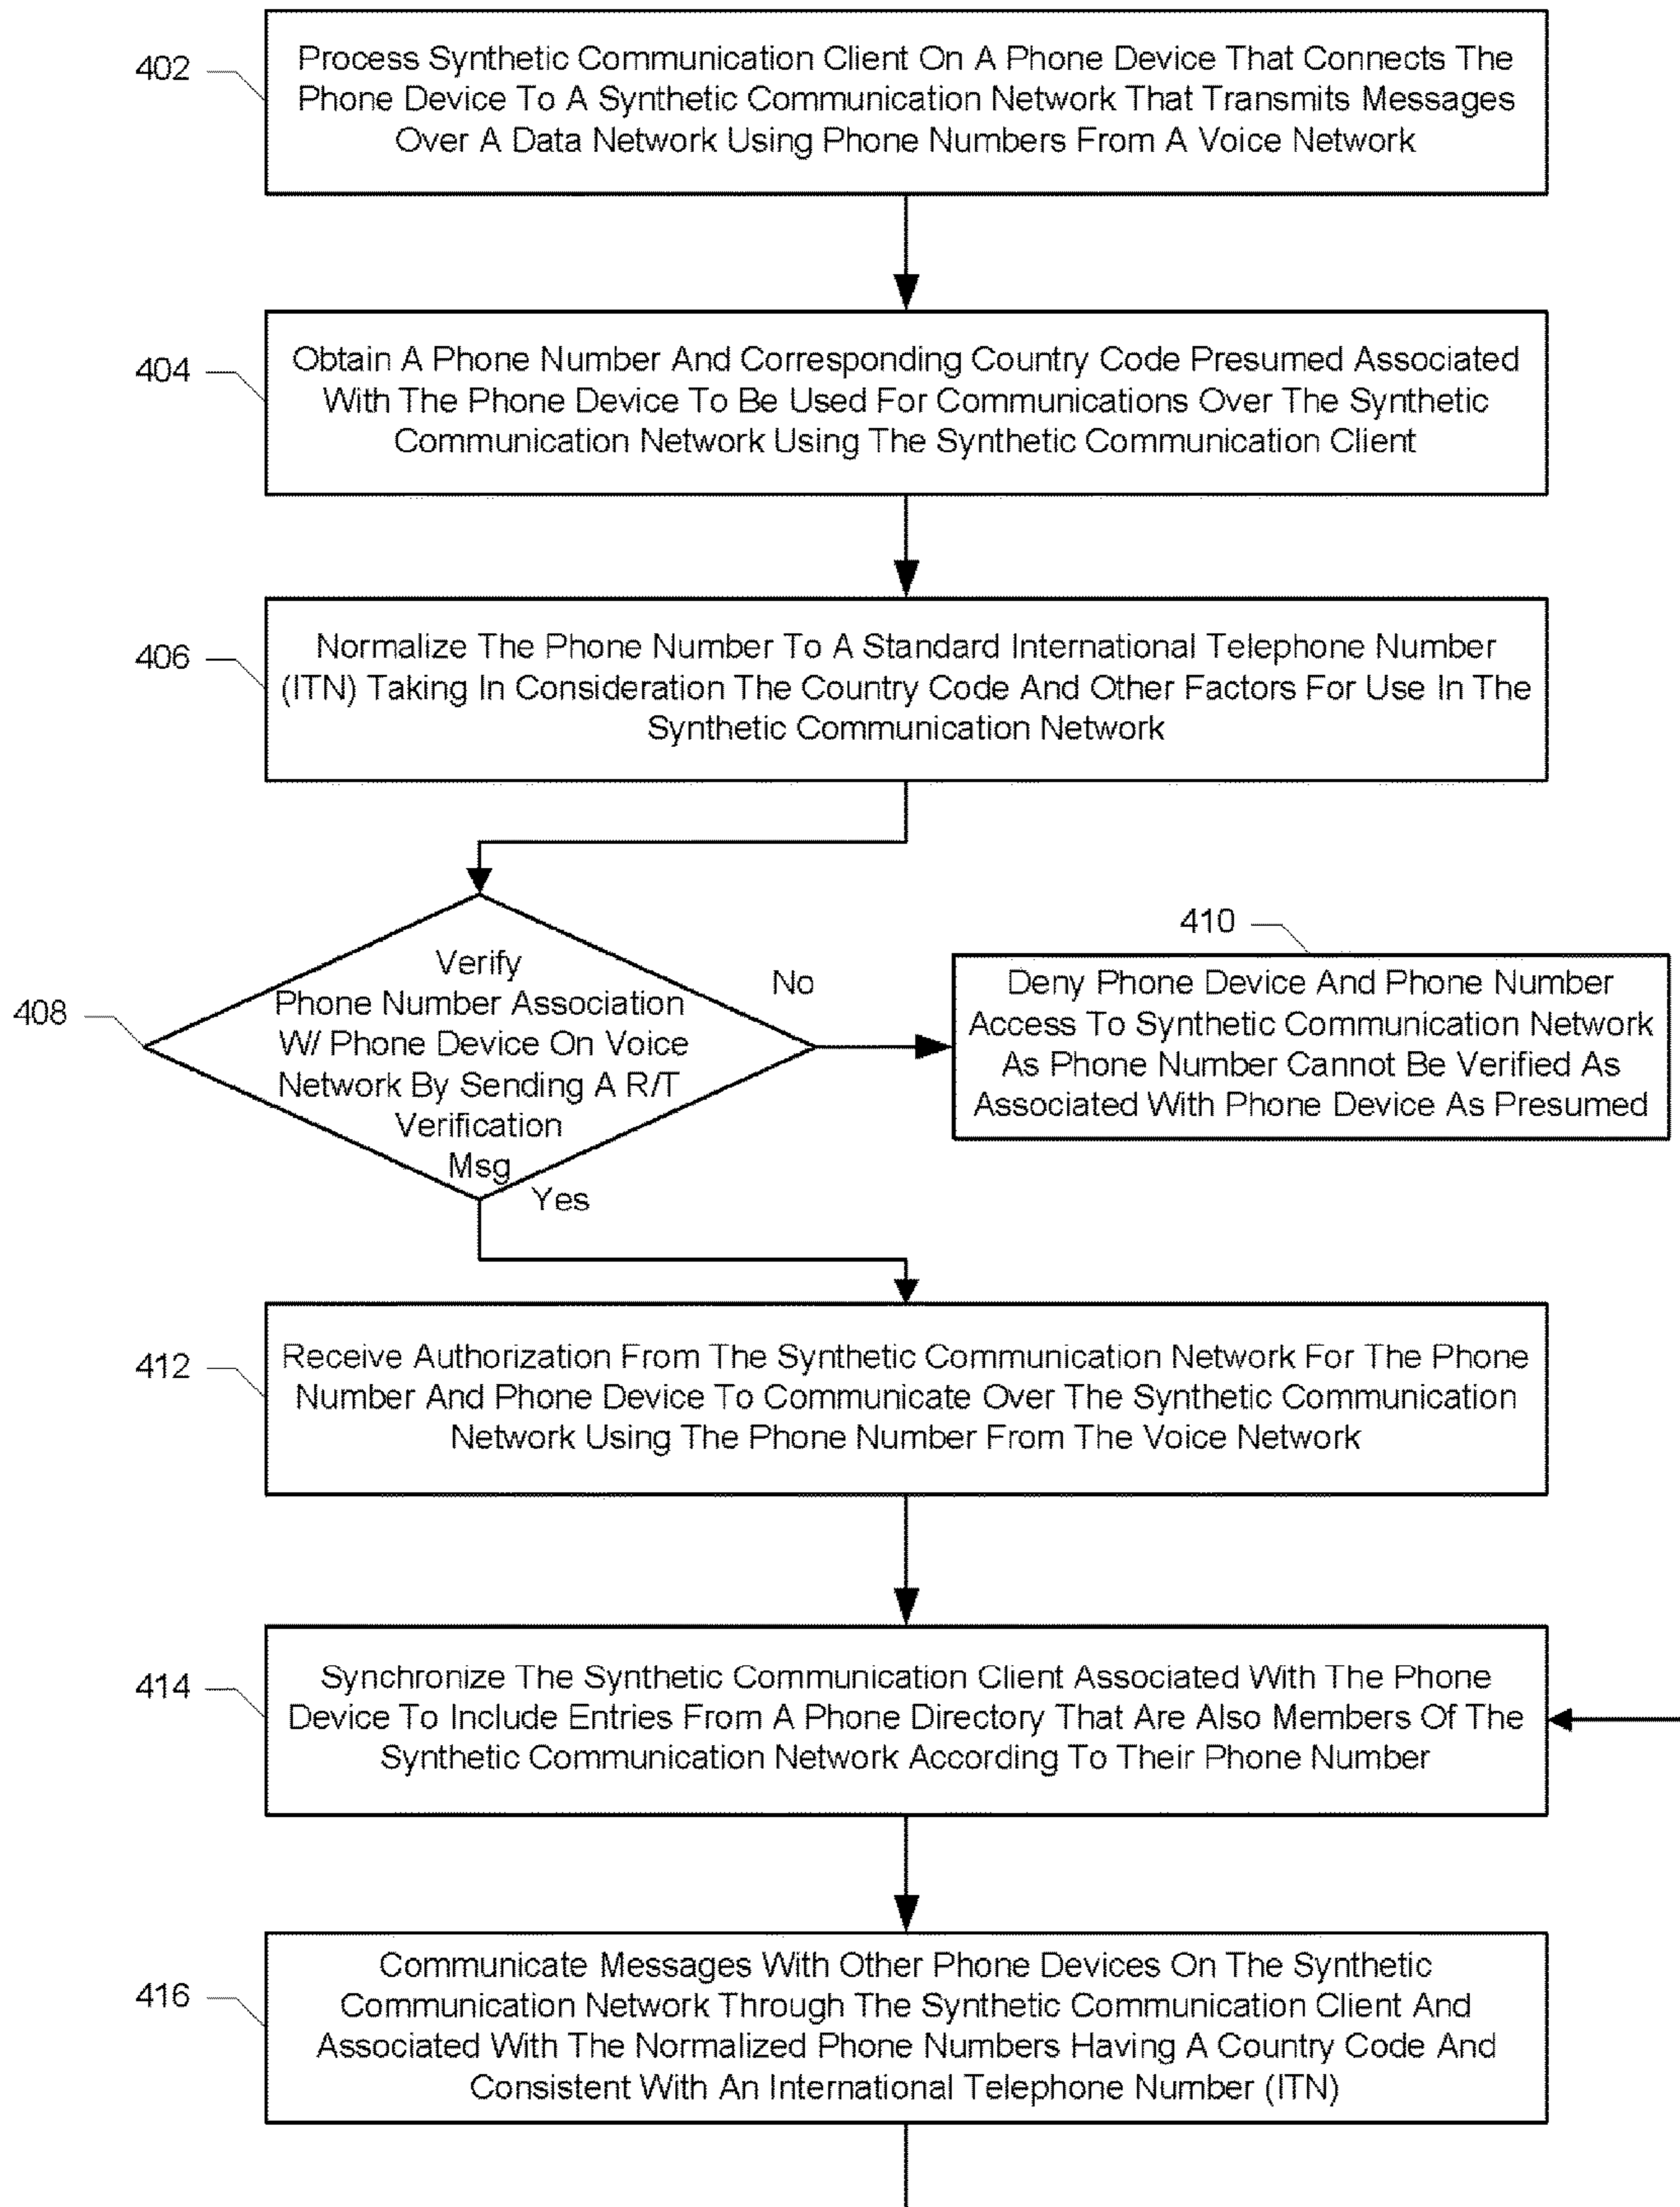 402
Process Synthetic Communication Client On A Phone Device That Connects The
Phone Device To A Synthetic Communication Network That Transmits Messages
Over A Data Network Using Phone Numbers From A Voice Network
404
Obtain A Phone Number And Corresponding Country Code Presumed Associated
With The Phone Device To Be Used For Communications Over The Synthetic
Communication Network Using The Synthetic Communication Client
406
Normalize The Phone Number To A Standard International Telephone Number
(ITN) Taking In Consideration The Country Code And Other Factors For Use In The
Synthetic Communication Network
408
Verify
Phone Number Association
W/ Phone Device On Voice
Network By Sending A R/T
Verification
Msg
No
Yes
410
Deny Phone Device And Phone Number
Access To Synthetic Communication Network
As Phone Number Cannot Be Verified As
Associated With Phone Device As Presumed
412
Receive Authorization From The Synthetic Communication Network For The Phone
Number And Phone Device To Communicate Over The Synthetic Communication
Network Using The Phone Number From The Voice Network
414
Synchronize The Synthetic Communication Client Associated With The Phone
Device To Include Entries From A Phone Directory That Are Also Members Of The
Synthetic Communication Network According To Their Phone Number
416
Communicate Messages With Other Phone Devices On The Synthetic
Communication Network Through The Synthetic Communication Client And
Associated With The Normalized Phone Numbers Having A Country Code And
Consistent With An International Telephone Number (ITN)